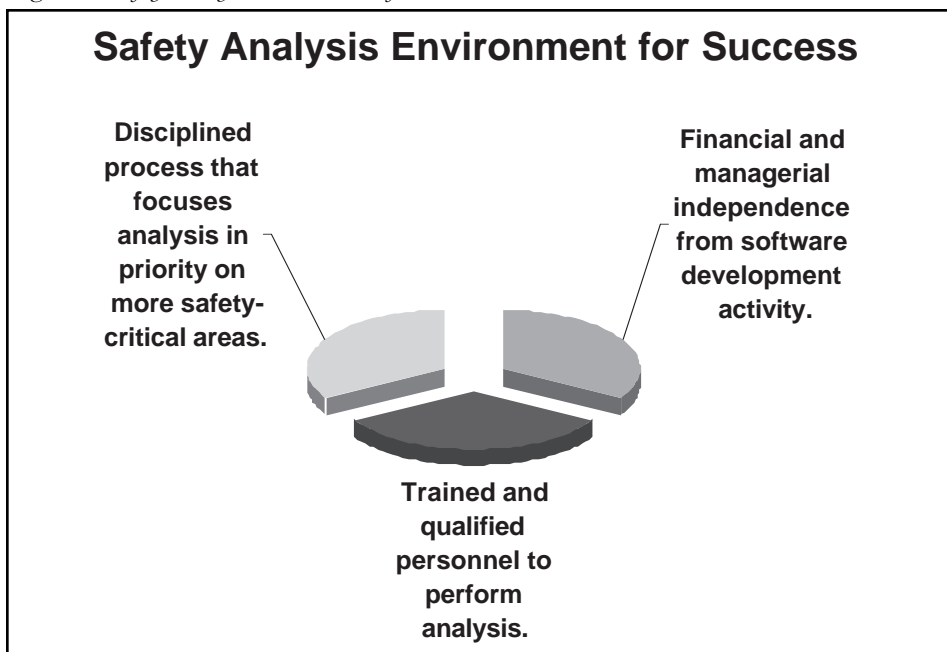 Safety Analysis Environment for Success
Disciplined
process that
focuses
analysis in
priority on
more safety-
critical areas.
Financial and
managerial
independence
from software
development
activity.
Trained and
qualified
personnel to
perform
analysis.